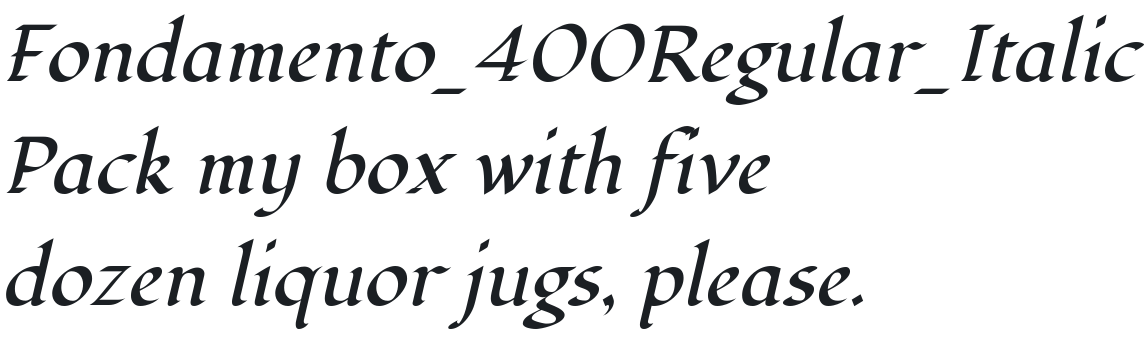 Fondamento_400Regular_Italic
Pack my box with five
dozen liquor jugs, please.